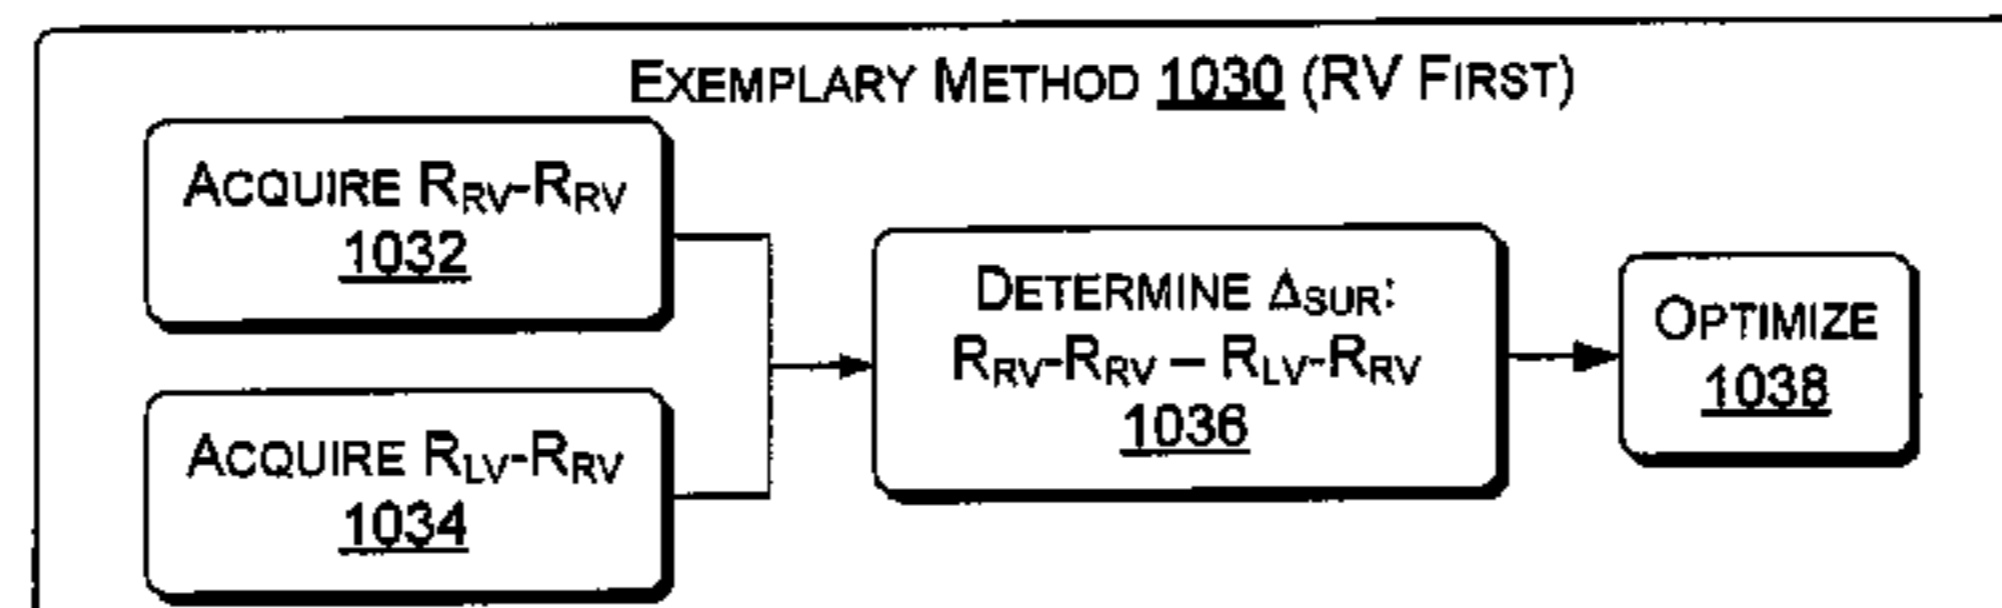 EXEMPLARY METHOD 1030 (RV FIRST)
ACQUIRE RRV-RRV
1032
ACQUIRE RLV-RRV
1034
DETERMINE ΔSUR:
RRV-RRV – RLV-RRV
1036
OPTIMIZE
1038